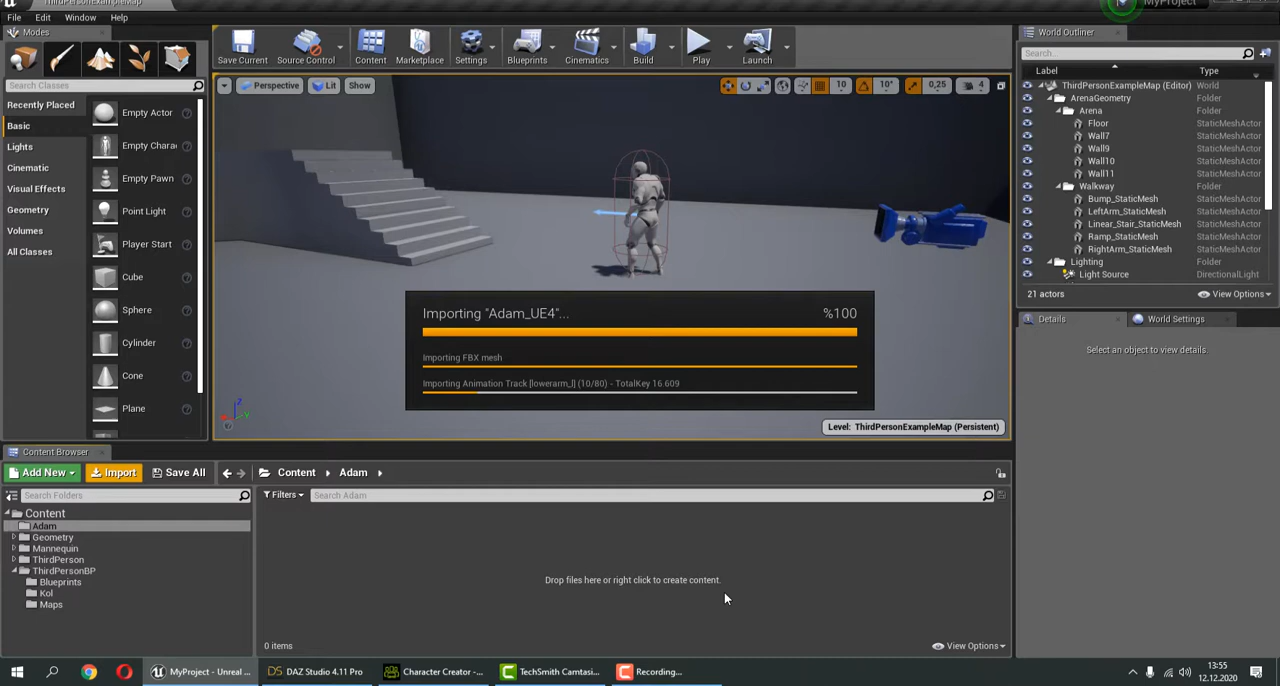 ThirdPersonExampleMap
MyProject
File Edit Window Help
Modes
Search Classes
Recently Placed
Basic
Lights
Cinematic
Visual Effects
Geometry
Volumes
All Classes
Empty Actor
Empty Chara
Empty Pawn
Point Light
Player Start
Cube
Sphere
Cylinder
Cone
Plane
Save Current
Source Control
Content
Marketplace
Settings
Blueprints
Cinematics
Build
Play
Launch
Perspective Lit Show
10 10° 0,25 4
Importing "Adam_UE4"... %100
Importing FBX mesh
Importing Animation Track [lowerarm_l] (10/80) - TotalKey 16.609
Z
Y
Level: ThirdPersonExampleMap (Persistent)
World Outliner
Search...
Label Type
ThirdPersonExampleMap (Editor) World
ArenaGeometry Folder
Arena Folder
Floor StaticMeshActor
Wall7 StaticMeshActor
Wall9 StaticMeshActor
Wall10 StaticMeshActor
Wall11 StaticMeshActor
Walkway Folder
Bump_StaticMesh StaticMeshActor
LeftArm_StaticMesh StaticMeshActor
Linear_Stair_StaticMesh StaticMeshActor
Ramp_StaticMesh StaticMeshActor
RightArm_StaticMesh StaticMeshActor
Lighting Folder
Light Source DirectionalLight
21 actors View Options
Details World Settings
Select an object to view details.
Content Browser
Add New Import Save All Content Adam
Search Folders
Filters Search Adam
Content
Adam
Geometry
Mannequin
ThirdPerson
ThirdPersonBP
Blueprints
Kol
Maps
Drop files here or right click to create content.
0 items View Options
MyProject - Unreal ...
DAZ Studio 4.11 Pro
Character Creator -...
TechSmith Camtasi...
Recording...
13:55
12.12.2020